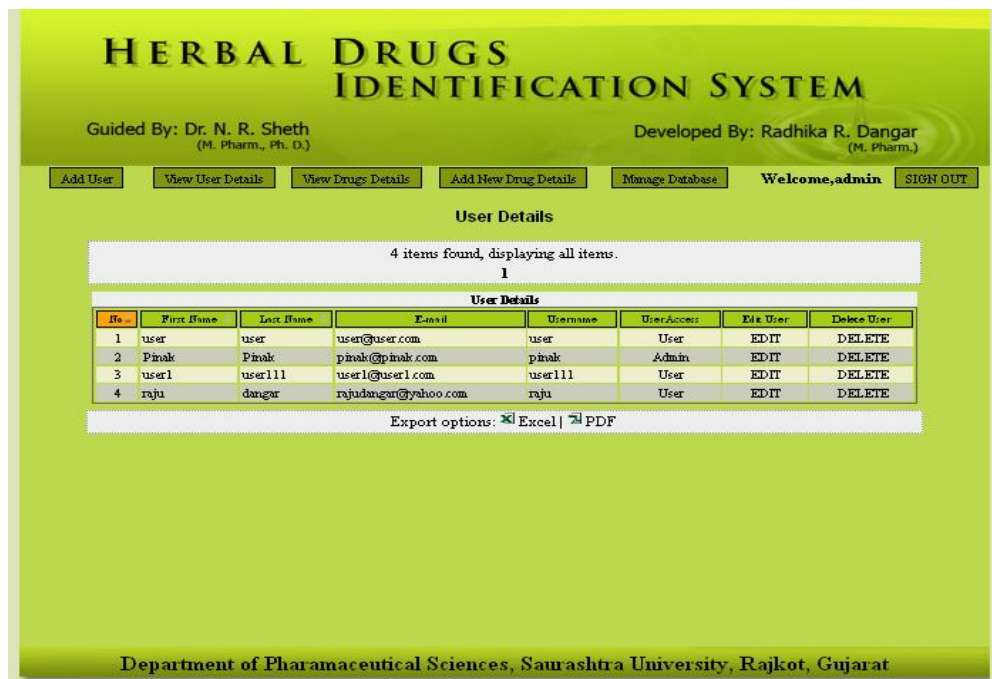 HERBAL DRUGS
IDENTIFICATION SYSTEM
Guided By: Dr. N. R. Sheth
(M. Pharm., Ph. D.)
Developed By: Radhika R. Dangar
(M. Pharm.)
Add User View User Details View Drugs Details Add New Drug Details Manage Database Welcome,admin SIGN OUT
User Details
4 items found, displaying all items.
1
User Details
No. First Name Last Name E-mail Username UserAccess Edit User Delete User
1 user user user@user.com user User EDIT DELETE
2 Pinak Pinak pinak@pinak.com pinak Admin EDIT DELETE
3 user1 user111 user1@user1.com user111 User EDIT DELETE
4 raju dangar rajudangar@yahoo.com raju User EDIT DELETE
Export options: Excel | PDF
Department of Pharamaceutical Sciences, Saurashtra University, Rajkot, Gujarat